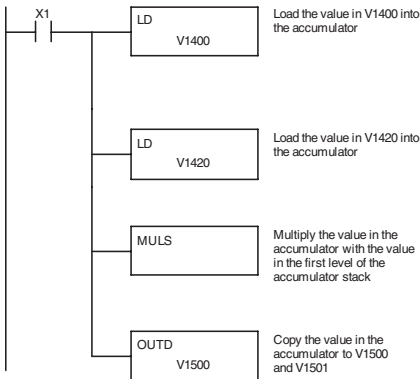 X1
LD
V1400
Load the value in V1400 into
the accumulator
LD
V1420
Load the value in V1420 into
the accumulator
MULS
Multiply the value in the
accumulator with the value
in the first level of the
accumulator stack
OUTD
V1500
Copy the value in the
accumulator to V1500
and V1501